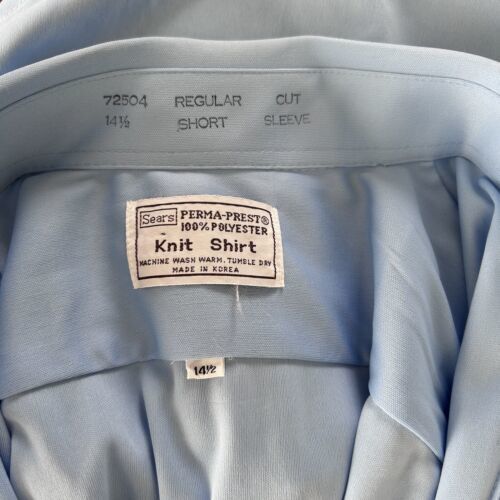 72504 REGULAR CUT
14½ SHORT SLEEVE
Sears PERMA-PREST®
100% POLYESTER
Knit Shirt
MACHINE WASH WARM, TUMBLE DRY
MADE IN KOREA
14½